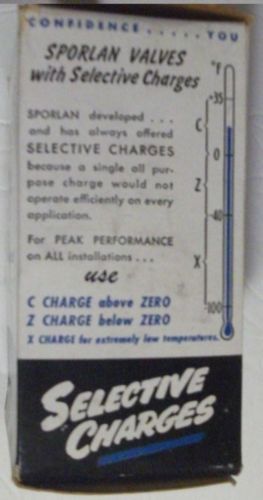 CONFIDENCE . . . . . YOU
SPORLAN VALVES
with Selective Charges
SPORLAN developed . . .
and has always offered
SELECTIVE CHARGES
because a single all pur-
pose charge would not
operate efficiently on every
application.
For PEAK PERFORMANCE
on ALL installations . . .
use
C CHARGE above ZERO
Z CHARGE below ZERO
X CHARGE for extremely low temperatures.
°F
+35
C
0
Z
-40
X
-100
SELECTIVE
CHARGES